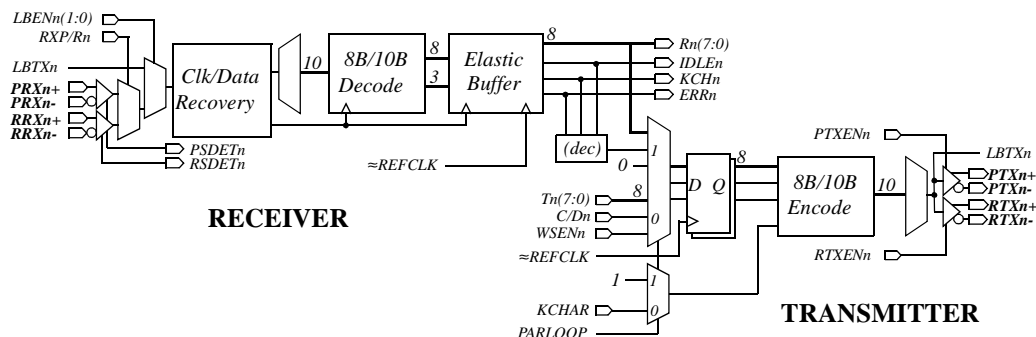 LBENn(1:0)
RXP/Rn
LBTXn
PRXn+
PRXn-
RRXn+
RRXn-
PSDETn
RSDETn
Clk/Data
Recovery
10
8B/10B
Decode
8
3
Elastic
Buffer
8
Rn(7:0)
IDLEn
KCHn
ERRn
(dec)
≈REFCLK
RECEIVER
1
0
Tn(7:0)
8
C/Dn
0
WSENn
≈REFCLK
D Q
8
8B/10B
Encode
10
PTXENn
LBTXn
PTXn+
PTXn-
RTXn+
RTXn-
RTXENn
1
1
KCHAR
0
PARLOOP
TRANSMITTER